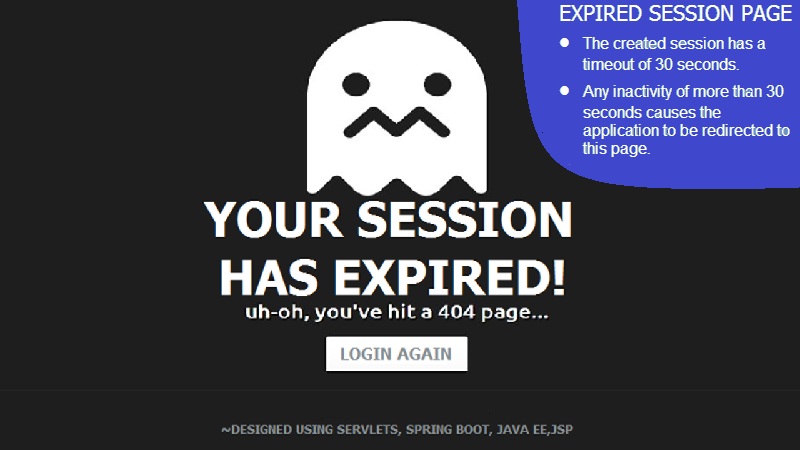 EXPIRED SESSION PAGE
The created session has a
timeout of 30 seconds.
Any inactivity of more than 30
seconds causes the
application to be redirected to
this page.
YOUR SESSION
HAS EXPIRED!
uh-oh, you've hit a 404 page...
LOGIN AGAIN
~DESIGNED USING SERVLETS, SPRING BOOT, JAVA EE,JSP